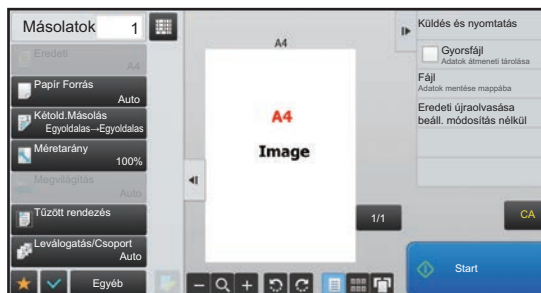 Másolatok 1
Eredeti
A4
Papír Forrás
Auto
Kétold.Másolás
Egyoldalas→Egyoldalas
Méretarány
100%
Megvilágítás
Auto
Tűzött rendezés
Leválogatás/Csoport
Auto
Egyéb
A4
A4
Image
1/1
Küldés és nyomtatás
Gyorsfájl
Adatok átmeneti tárolása
Fájl
Adatok mentése mappába
Eredeti újraolvasása
beáll. módosítás nélkül
CA
Start